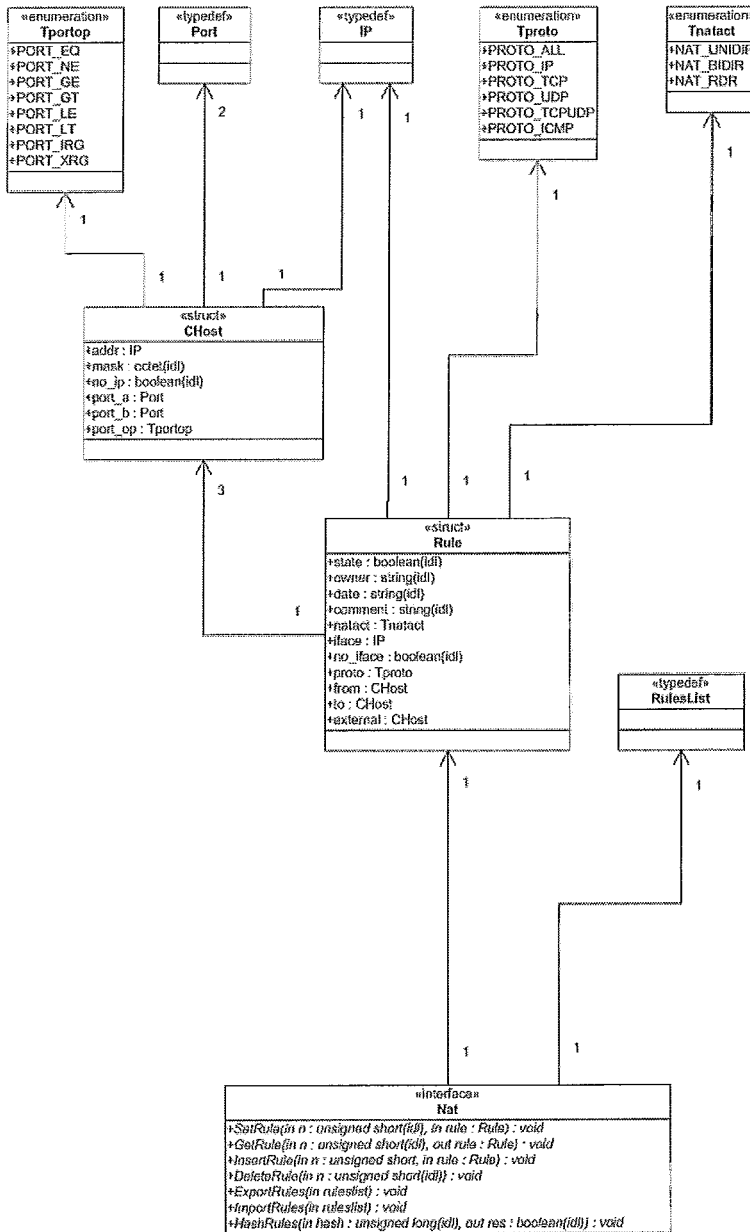 «enumeration»
Tportop
+PORT_EQ
+PORT_NE
+PORT_GE
+PORT_GT
+PORT_LE
+PORT_LT
+PORT_IRG
+PORT_XRG
«typedef»
Port
«typedef»
IP
«enumeration»
Tproto
+PROTO_ALL
+PROTO_IP
+PROTO_TCP
+PROTO_UDP
+PROTO_TCPUDP
+PROTO_ICMP
«enumeration»
Tnatact
+NAT_UNIDIR
+NAT_BIDIR
+NAT_RDR
1
2
1
1
1
1
1
1
1
«struct»
CHost
+addr : IP
+mask : octet(idl)
+no_ip : boolean(idl)
+port_a : Port
+port_b : Port
+port_op : Tportop
3
1
1
1
1
«struct»
Rule
+state : boolean(idl)
+owner : string(idl)
+date : string(idl)
+comment : string(idl)
+natact : Tnatact
+iface : IP
+no_iface : boolean(idl)
+proto : Tproto
+from : CHost
+to : CHost
+external : CHost
«typedef»
RulesList
1
1
1
1
«interface»
Nat
+SetRule(in n : unsigned short(idl), in rule : Rule) : void
+GetRule(in n : unsigned short(idl), out rule : Rule) : void
+InsertRule(in n : unsigned short, in rule : Rule) : void
+DeleteRule(in n : unsigned short(idl)) : void
+ExportRules(in ruleslist) : void
+ImportRules(in ruleslist) : void
+HashRules(in hash : unsigned long(idl), out res : boolean(idl)) : void